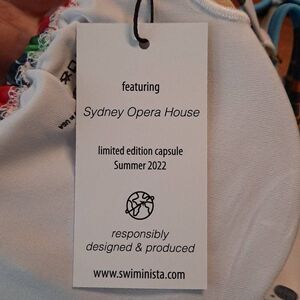 featuring
Sydney Opera House
limited edition capsule
Summer 2022
responsibly
designed & produced
www.swiminista.com